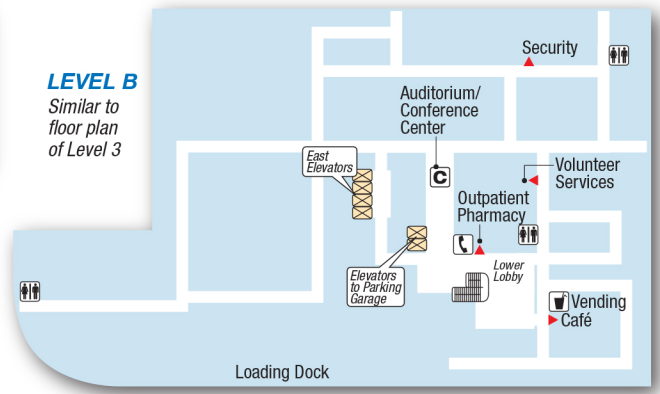 LEVEL B
Similar to
floor plan
of Level 3
Security
Auditorium/
Conference
Center
C
East
Elevators
Volunteer
Services
Outpatient
Pharmacy
Elevators
to Parking
Garage
Lower
Lobby
Vending
Café
Loading Dock